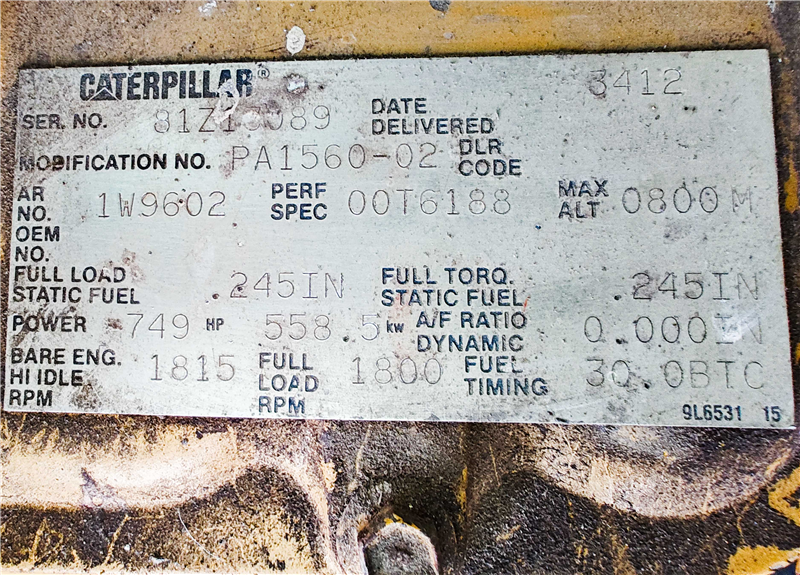 CATERPILLAR® 3412
SER. NO. DATE DELIVERED
MODIFICATION NO. PA1560-02 DLR CODE
AR NO. 1W9602 PERF SPEC 00T6188 MAX ALT 0800M
OEM NO.
FULL LOAD STATIC FUEL .245IN FULL TORQ. STATIC FUEL .245IN
POWER 749 HP 558.5 kw A/F RATIO DYNAMIC 0.000IN
BARE ENG. HI IDLE RPM 1815 FULL LOAD RPM 1800 FUEL TIMING 30.0BTC
9L6531 15